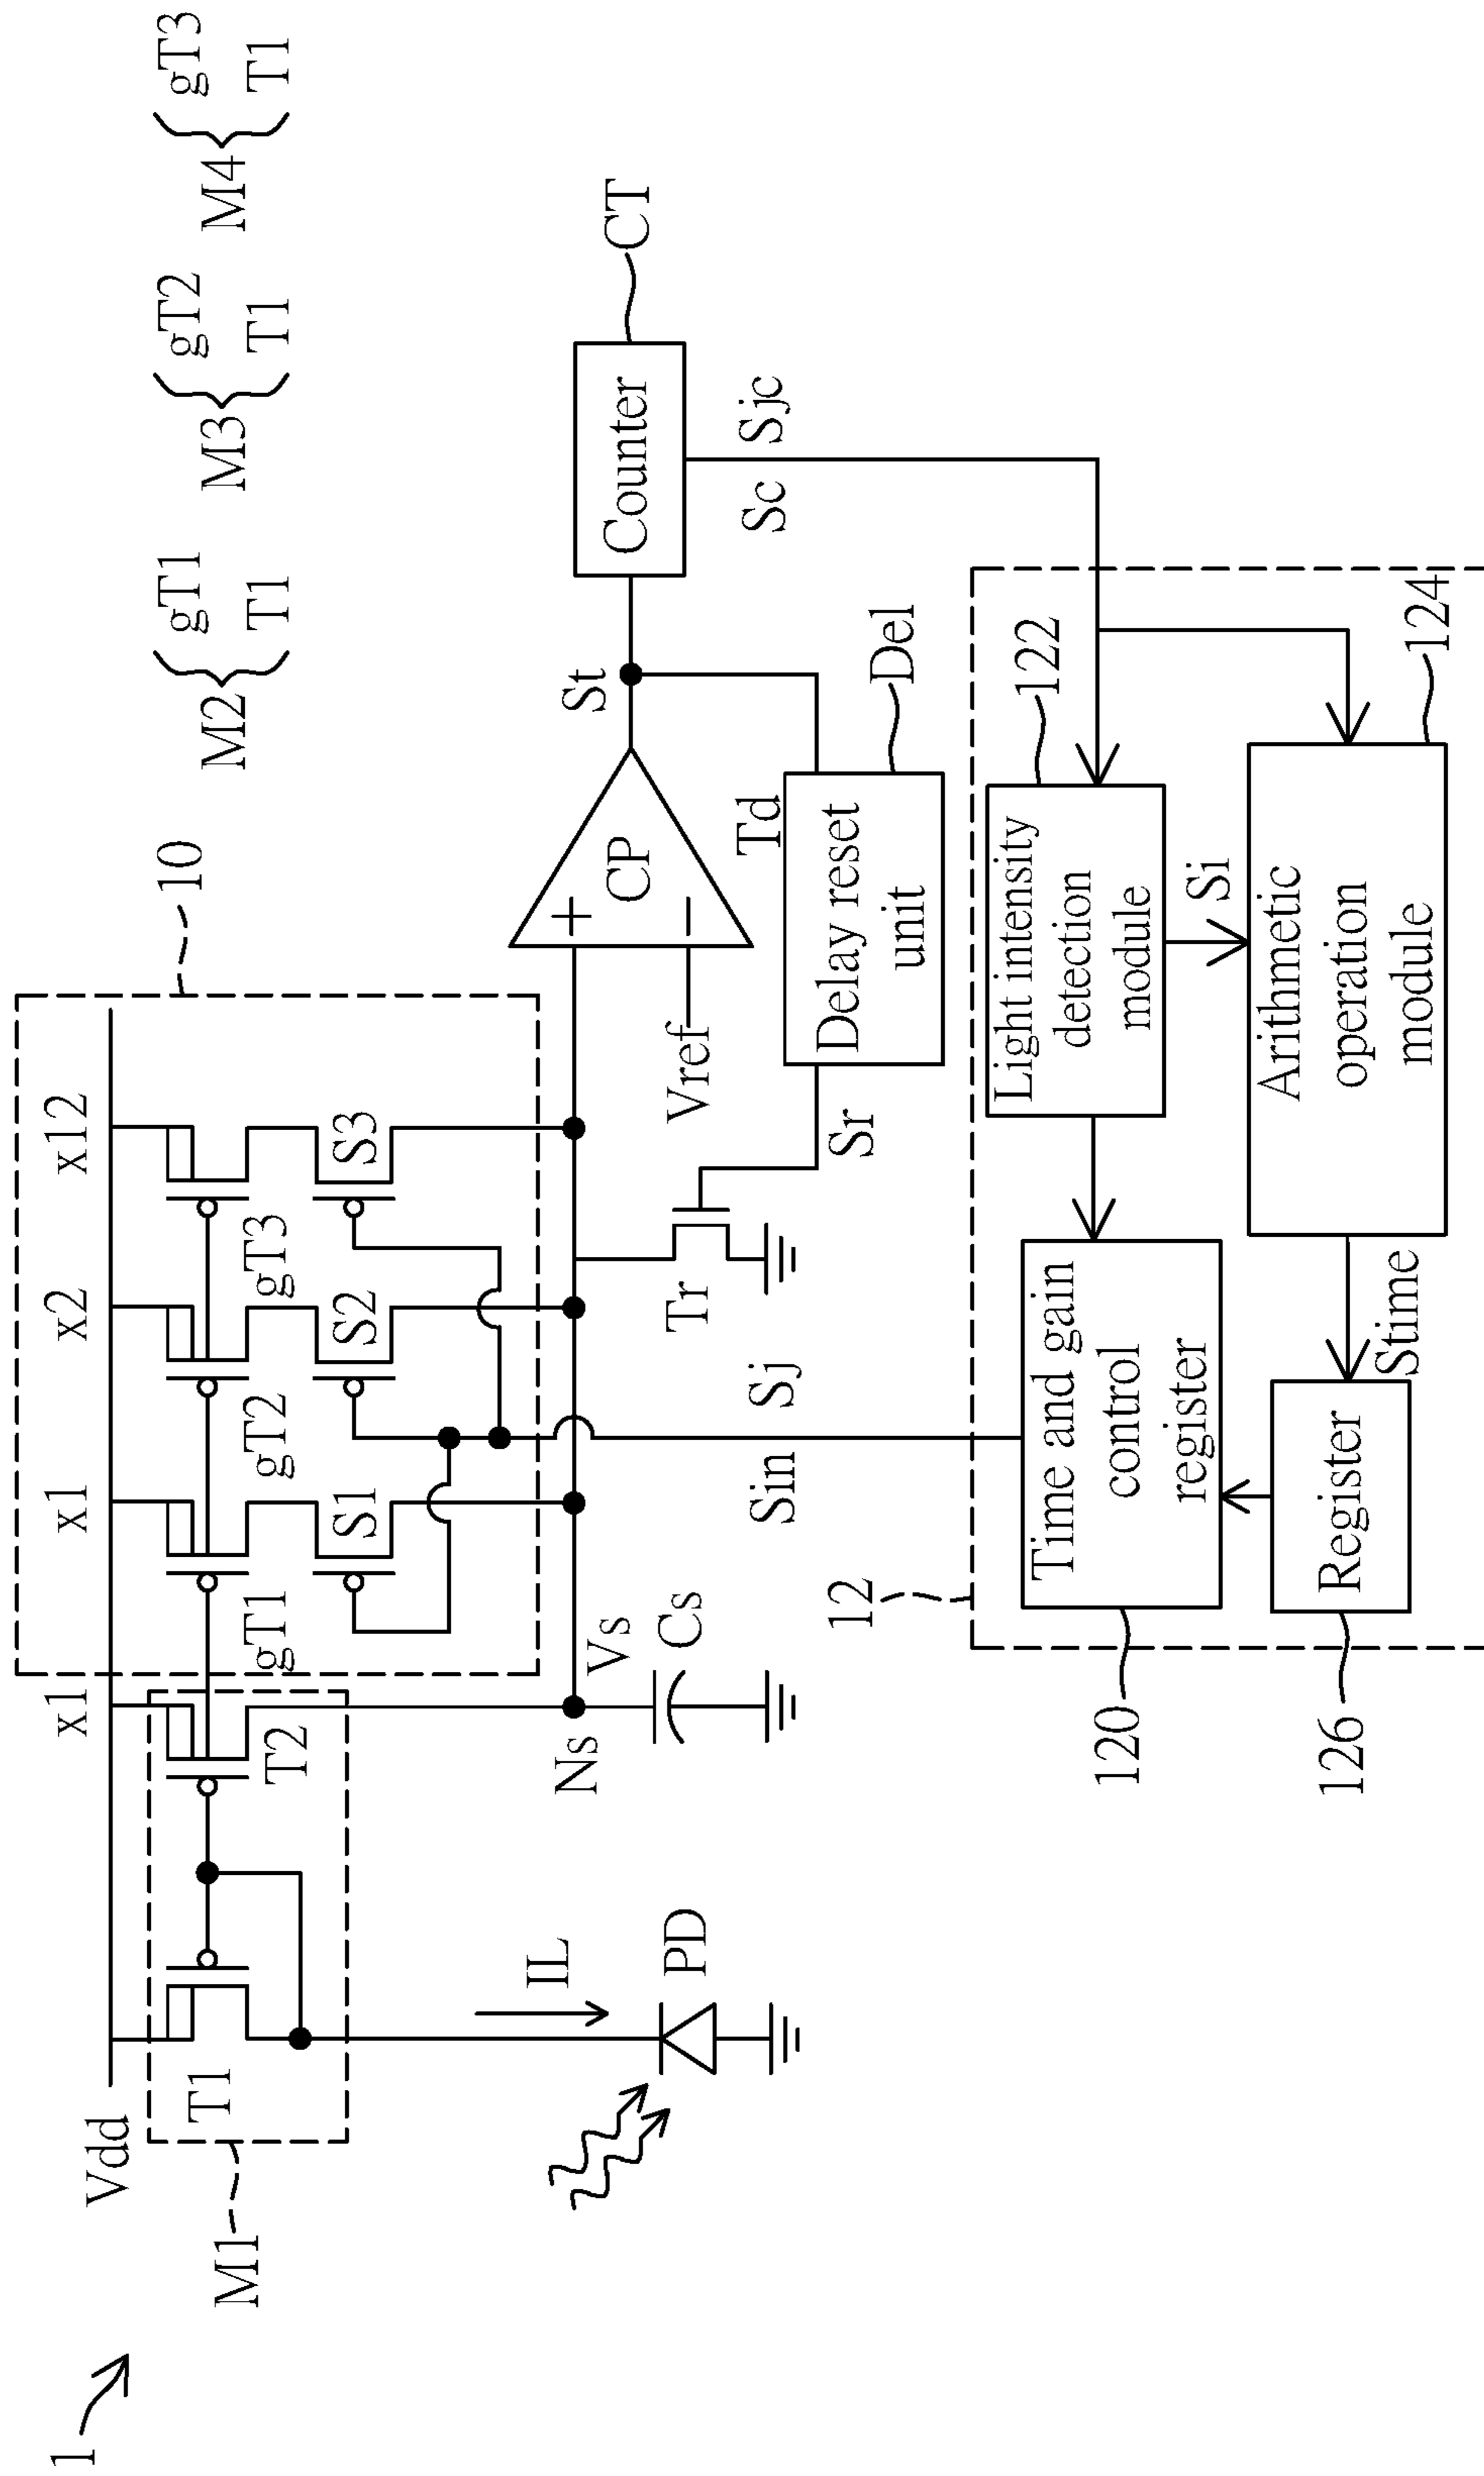 1
M1
Vdd
T1
x1
T2
x1
gT1
S1
x2
gT2
S2
x12
gT3
S3
10
M2
gT1
T1
M3
gT2
T1
M4
gT3
T1
IL
PD
Ns
Vs
Cs
Sin
Sj
Tr
Sr
Vref
CP
St
Td
Delay reset
unit
Del
Counter
CT
Sc
Sjc
12
120
Time and gain
control
register
Light intensity
detection
module
122
Si
126
Register
Stime
Arithmetic
operation
module
124